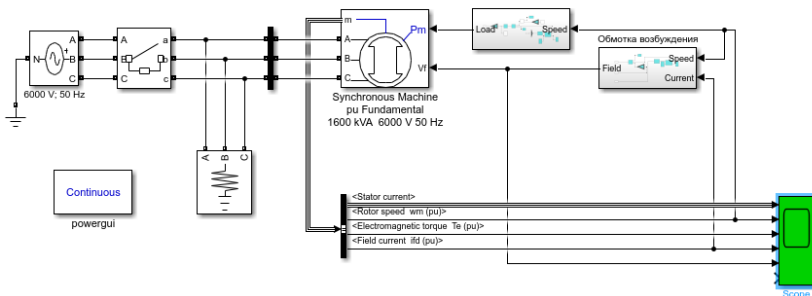 m
A
B
C
Pm
Vf
Load
Speed
Обмотка возбуждения
Field
Speed
Current
N
A
B
C
6000 V; 50 Hz
A
B
C
a
b
c
Synchronous Machine
pu Fundamental
1600 kVA 6000 V 50 Hz
A
B
C
Continuous
powergui
<Stator current>
<Rotor speed wm (pu)>
<Electromagnetic torque Te (pu)>
<Field current ifd (pu)>
Scope